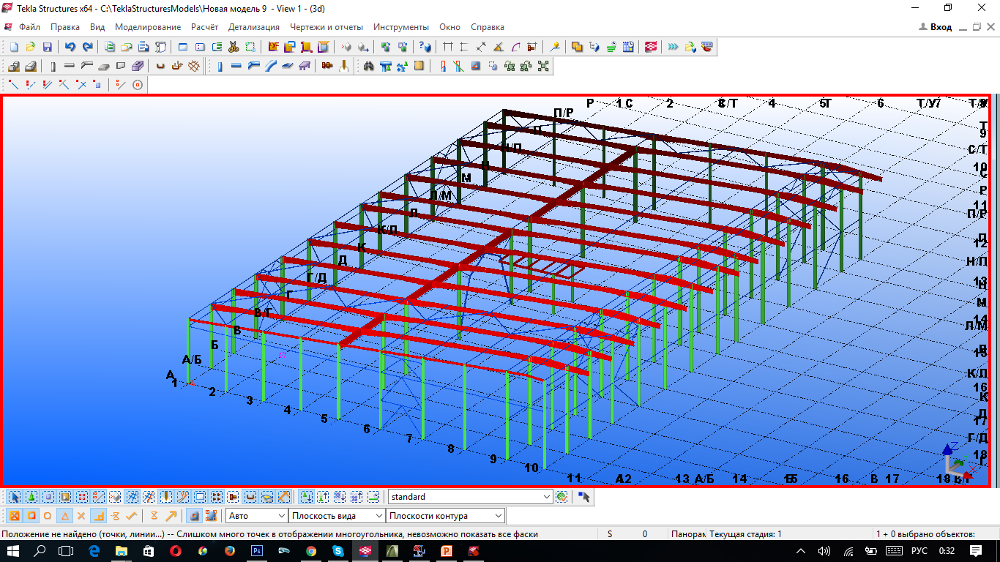 Tekla Structures x64 - C:\TeklaStructuresModels\Новая модель 9 - View 1 - (3d)
Файл Правка Вид Моделирование Расчёт Детализация Чертежи и отчеты Инструменты Окно Справка Вход
Р 1 С 2 С/Т 4 5 Т 6 Т/У 7
П/Р
П
Т
9
С/Т
Н/П
10
П
С
М
Р
Л/М
11
П/Р
Л
П
К/Л
12
К
Н/П
Д
13
Г/Д
Н
Г
М
14
В/Г
Л/М
В
Б
15
А/Б
К/Л
А
16
1
К
2
3
Д
4
17
5
Г/Д
6
7
8
18
9
10
11 12 13 А/Б 14 Б 16 В 17 18 В/Г
Z
standard
Авто Плоскость вида Плоскости контура
Положение не найдено (точки, линии...) -- Слишком много точек в отображении многоугольника, невозможно показать все фаски S 0 Панорам Текущая стадия: 1 1 + 0 выбрано объектов:
РУС 0:32